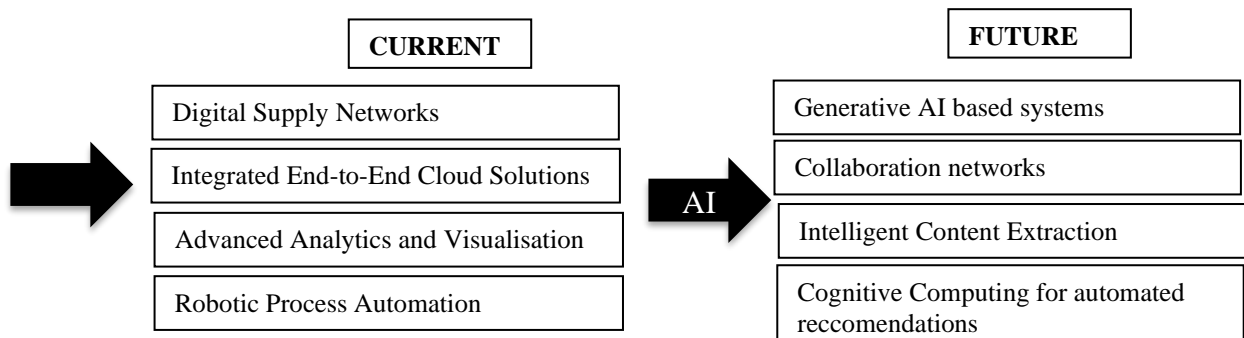 CURRENT
Digital Supply Networks
Integrated End-to-End Cloud Solutions
Advanced Analytics and Visualisation
Robotic Process Automation
AI
FUTURE
Generative AI based systems
Collaboration networks
Intelligent Content Extraction
Cognitive Computing for automated
reccomendations